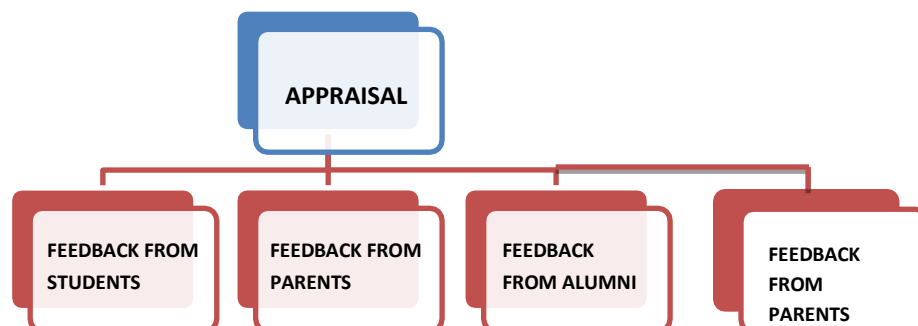 APPRAISAL
FEEDBACK FROM
STUDENTS
FEEDBACK FROM
PARENTS
FEEDBACK
FROM ALUMNI
FEEDBACK
FROM
PARENTS